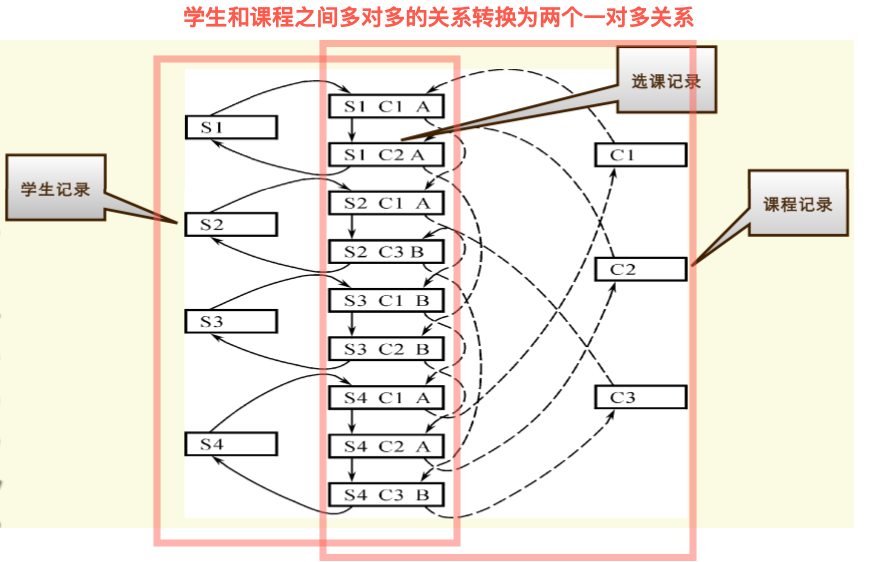 学生和课程之间多对多的关系转换为两个一对多关系
选课记录
学生记录
课程记录
S1
S2
S3
S4
S1 C1 A
S1 C2 A
S2 C1 A
S2 C3 B
S3 C1 B
S3 C2 B
S4 C1 A
S4 C2 A
S4 C3 B
C1
C2
C3